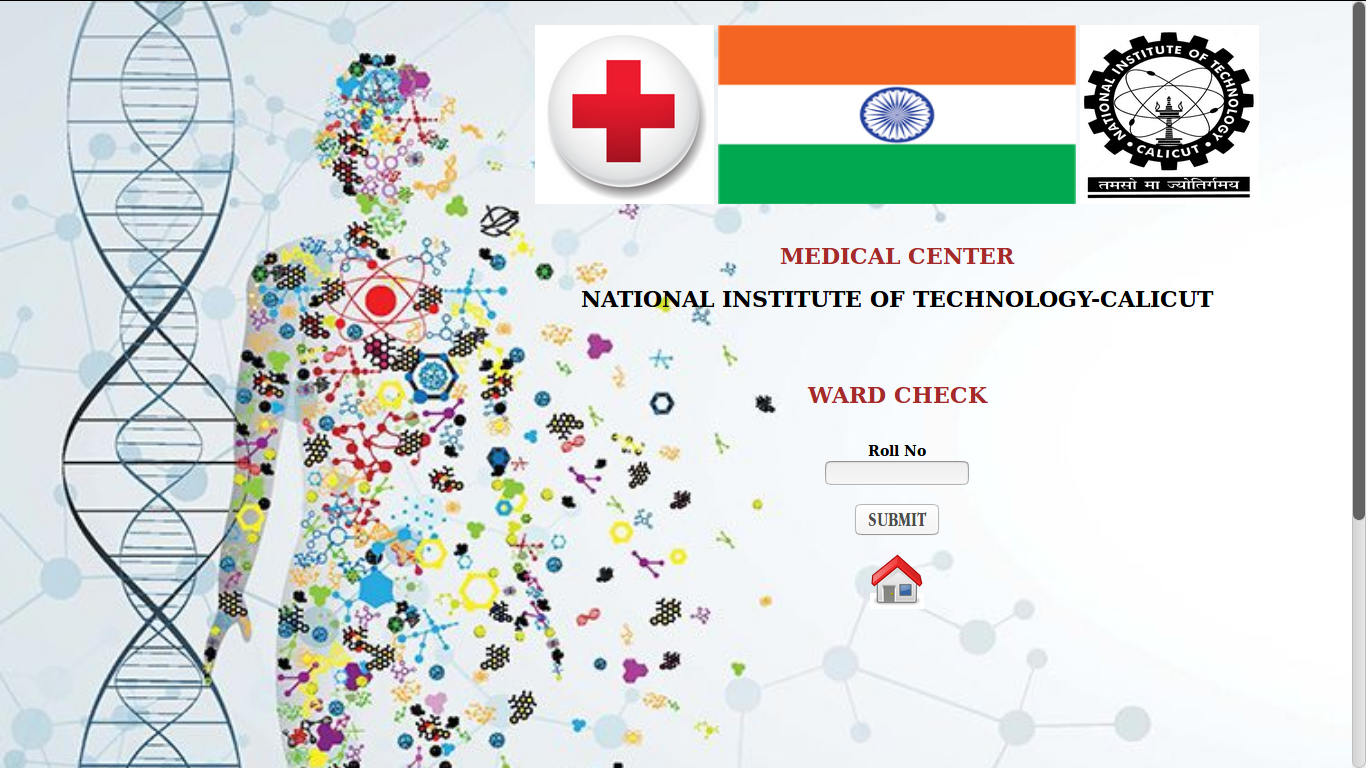 NATIONAL INSTITUTE OF TECHNOLOGY
• CALICUT •
तमसो मा ज्योतिर्गमय
MEDICAL CENTER
NATIONAL INSTITUTE OF TECHNOLOGY-CALICUT
WARD CHECK
Roll No
SUBMIT